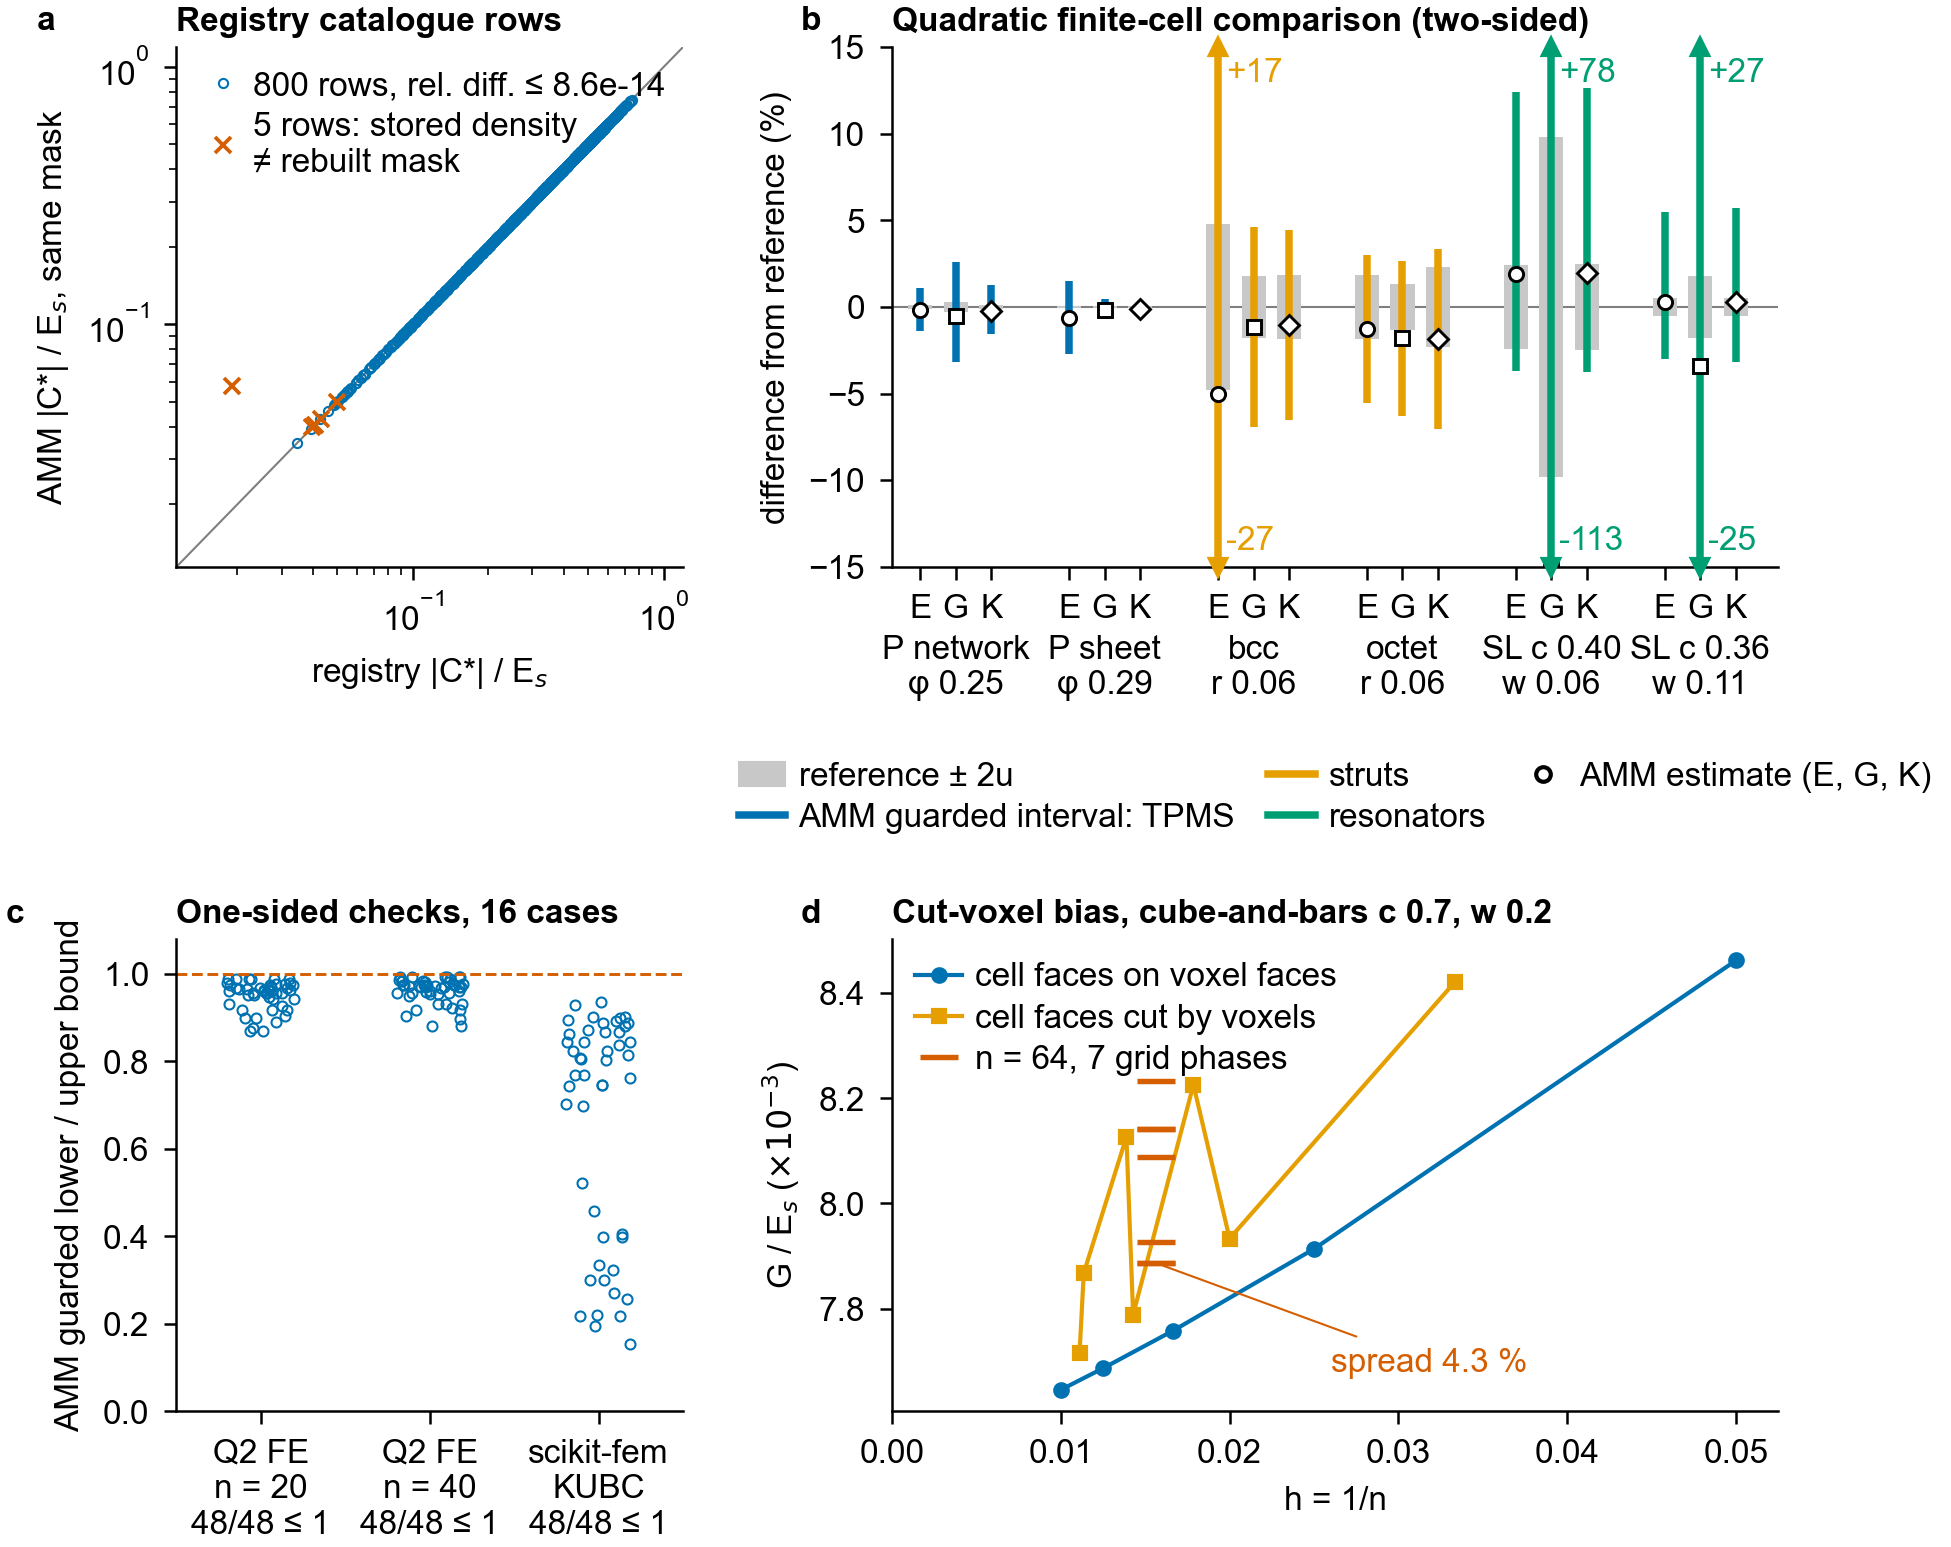 a
Registry catalogue rows
10⁰
10⁻¹
800 rows, rel. diff. ≤ 8.6e-14
5 rows: stored density
≠ rebuilt mask
AMM |C*| / Eₛ, same mask
10⁻¹
10⁰
registry |C*| / Eₛ
b
Quadratic finite-cell comparison (two-sided)
15
10
5
0
−5
−10
−15
difference from reference (%)
+17
+78
+27
-27
-113
-25
E G K
E G K
E G K
E G K
E G K
E G K
P network
φ 0.25
P sheet
φ 0.29
bcc
r 0.06
octet
r 0.06
SL c 0.40
w 0.06
SL c 0.36
w 0.11
reference ± 2u
AMM guarded interval: TPMS
struts
resonators
AMM estimate (E, G, K)
c
One-sided checks, 16 cases
1.0
0.8
0.6
0.4
0.2
0.0
AMM guarded lower / upper bound
Q2 FE
n = 20
48/48 ≤ 1
Q2 FE
n = 40
48/48 ≤ 1
scikit-fem
KUBC
48/48 ≤ 1
d
Cut-voxel bias, cube-and-bars c 0.7, w 0.2
cell faces on voxel faces
cell faces cut by voxels
n = 64, 7 grid phases
8.4
8.2
8.0
7.8
G / Eₛ (×10⁻³)
spread 4.3 %
0.00
0.01
0.02
0.03
0.04
0.05
h = 1/n